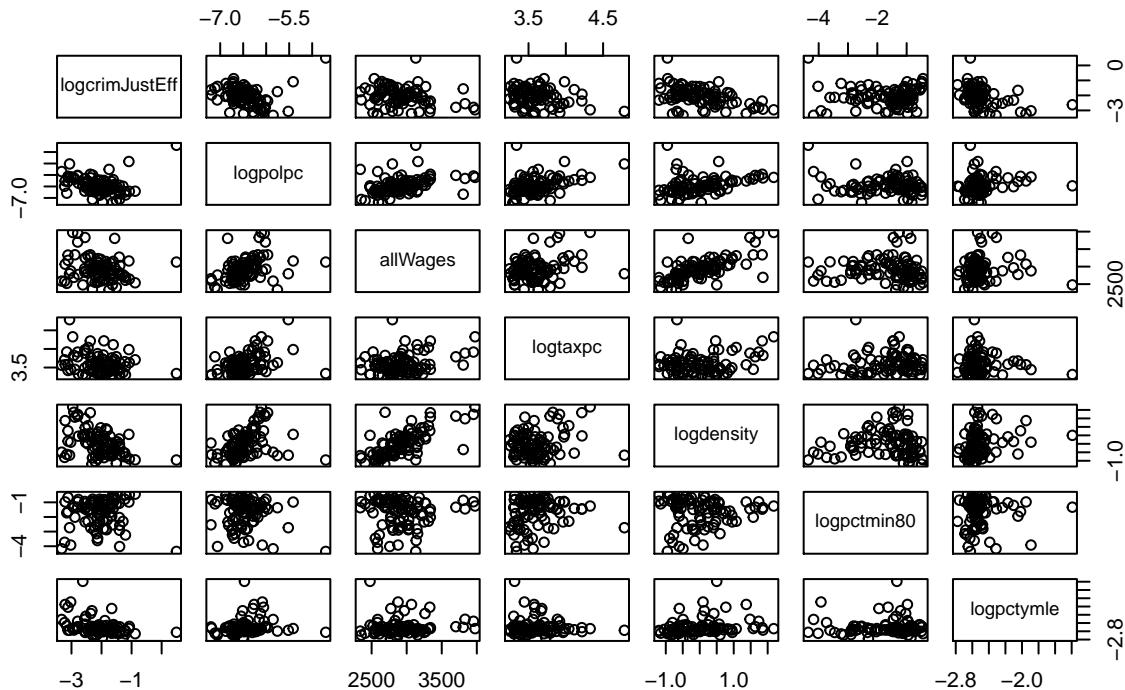 −7.0 −5.5 3.5 4.5 −4 −2
logcrimJustEff 0 −3
−7.0 logpolpc
allWages 2500
3.5 logtaxpc
logdensity −1.0
−1 −4 logpctmin80
logpctymle −2.8
−3 −1 2500 3500 −1.0 1.0 −2.8 −2.0